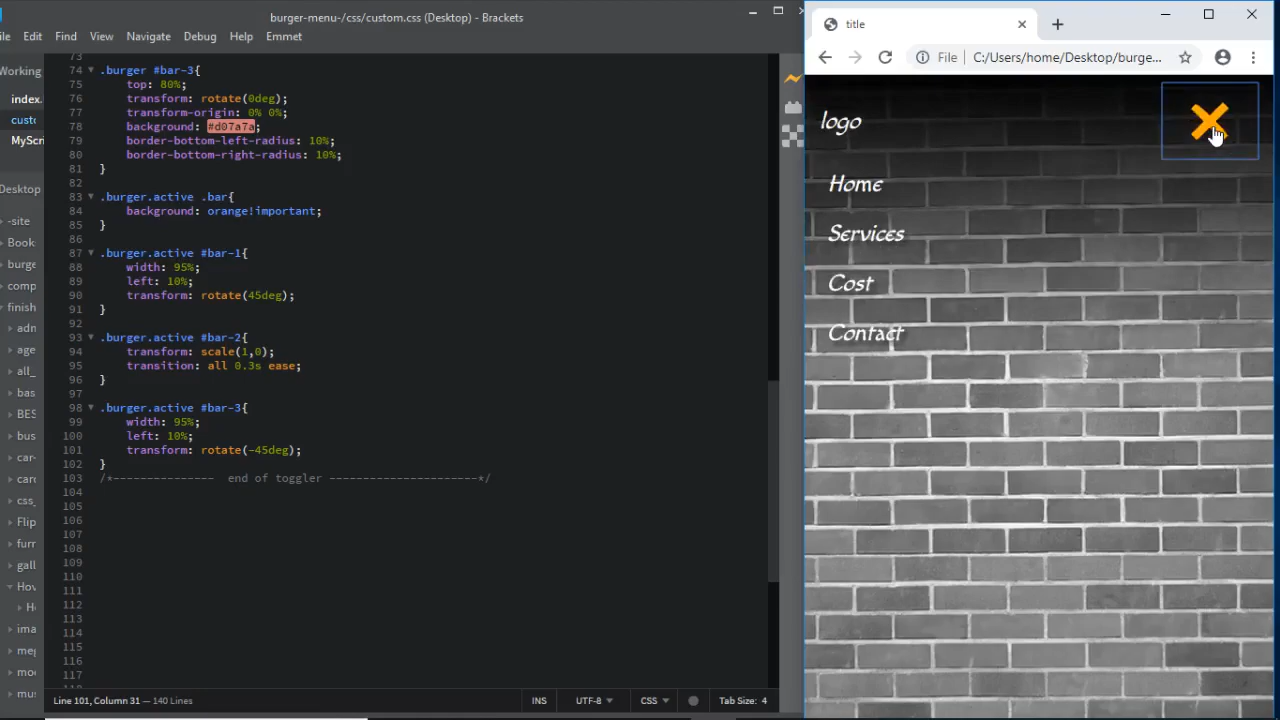 burger-menu-/css/custom.css (Desktop) - Brackets
ile Edit Find View Navigate Debug Help Emmet
Working
index.
custo
MyScri
Desktop
-site
Book
burge
comp
finish
adn
age
all_
bas
BES
bus
car-
card
css_
Flip
furn
gall
Hov
H
ima
meg
mod
mus
73
74 .burger #bar-3{
75 top: 80%;
76 transform: rotate(0deg);
77 transform-origin: 0% 0%;
78 background: #d07a7a;
79 border-bottom-left-radius: 10%;
80 border-bottom-right-radius: 10%;
81 }
82
83 .burger.active .bar{
84 background: orange!important;
85 }
86
87 .burger.active #bar-1{
88 width: 95%;
89 left: 10%;
90 transform: rotate(45deg);
91 }
92
93 .burger.active #bar-2{
94 transform: scale(1,0);
95 transition: all 0.3s ease;
96 }
97
98 .burger.active #bar-3{
99 width: 95%;
100 left: 10%;
101 transform: rotate(-45deg);
102 }
103 /*--------------- end of toggler -----------------------*/
104
105
106
107
108
109
110
111
112
113
114
115
116
117
Line 101, Column 31 — 140 Lines
INS UTF-8 CSS Tab Size: 4
title
File C:/Users/home/Desktop/burge...
logo
Home
Services
Cost
Contact